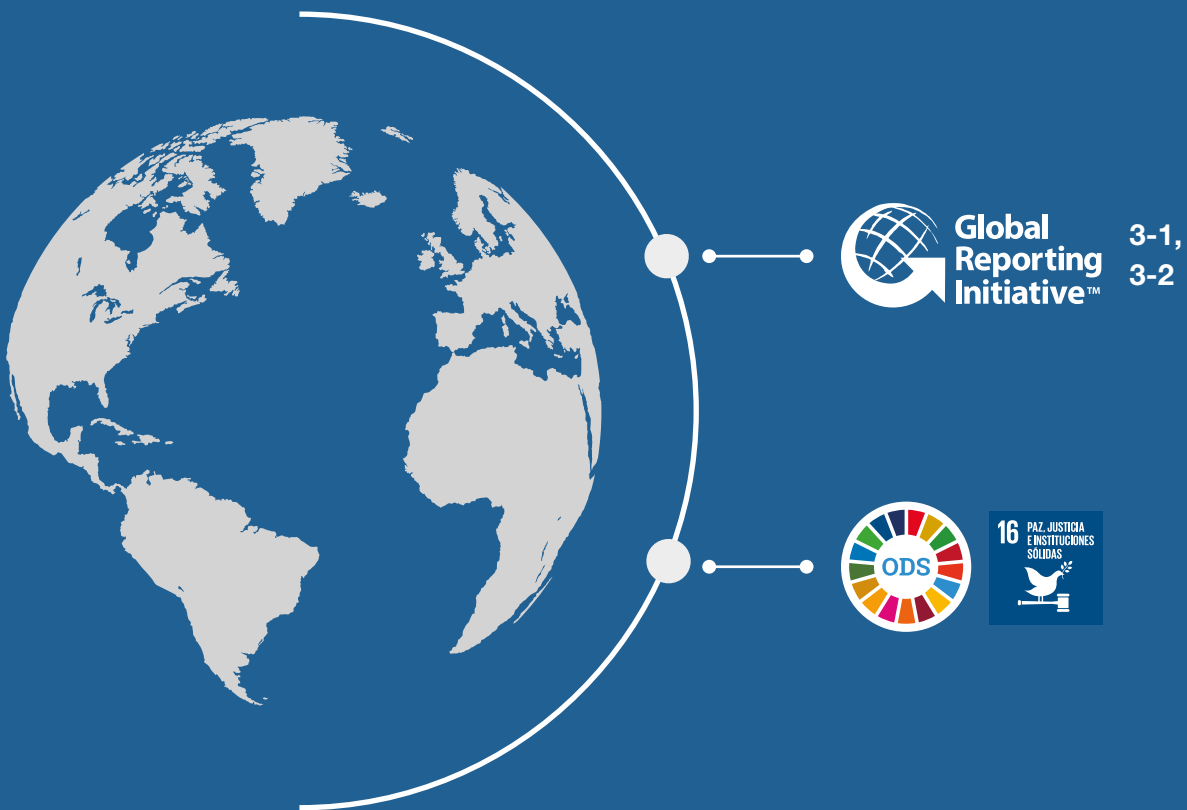 Global
Reporting
Initiative™
3-1,
3-2
ODS
16 PAZ, JUSTICIA
E INSTITUCIONES
SÓLIDAS